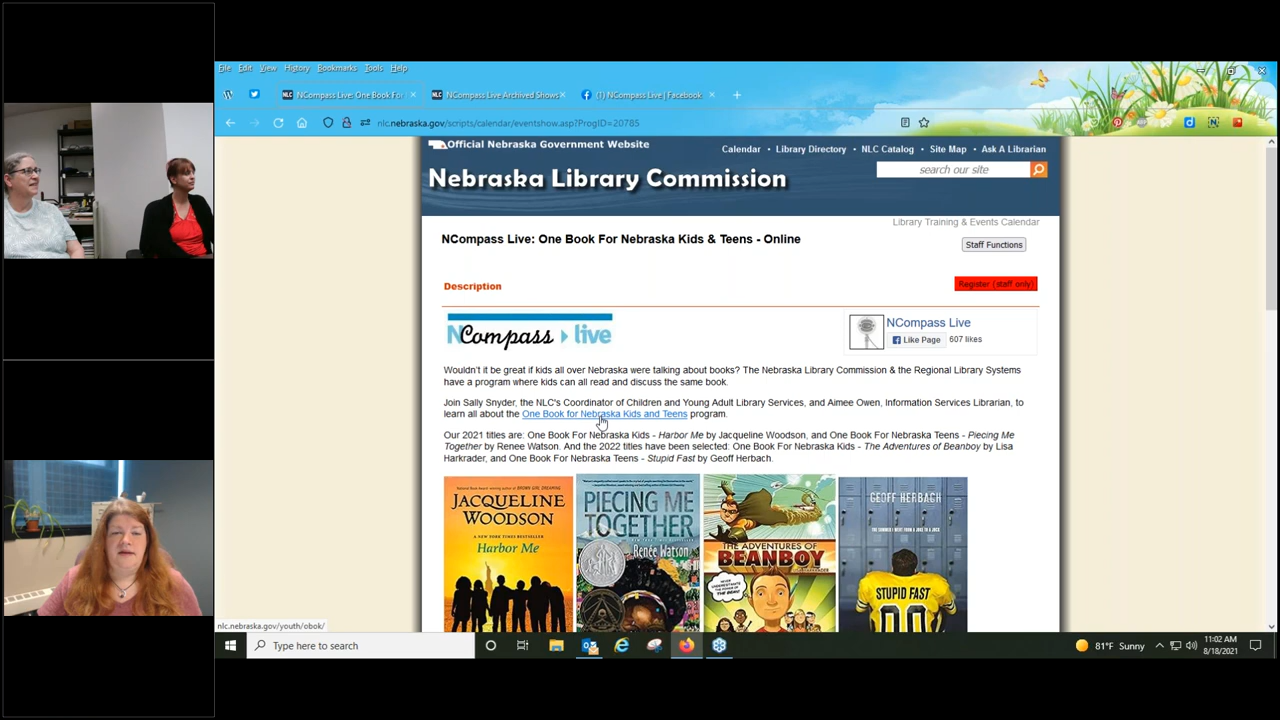 File Edit View History Bookmarks Tools Help
NLC NCompass Live: One Book For
NLC NCompass Live Archived Shows
(1) NCompass Live | Facebook
nlc.nebraska.gov/scripts/calendar/eventshow.asp?ProgID=20785
Official Nebraska Government Website
Calendar • Library Directory • NLC Catalog • Site Map • Ask A Librarian
Nebraska Library Commission
search our site
Library Training & Events Calendar
NCompass Live: One Book For Nebraska Kids & Teens - Online
Staff Functions
Description
Register (staff only)
NCompass live
NCompass Live
Like Page 607 likes
Wouldn't it be great if kids all over Nebraska were talking about books? The Nebraska Library Commission & the Regional Library Systems
have a program where kids can all read and discuss the same book.
Join Sally Snyder, the NLC's Coordinator of Children and Young Adult Library Services, and Aimee Owen, Information Services Librarian, to
learn all about the One Book for Nebraska Kids and Teens program.
Our 2021 titles are: One Book For Nebraska Kids - Harbor Me by Jacqueline Woodson, and One Book For Nebraska Teens - Piecing Me
Together by Renee Watson. And the 2022 titles have been selected: One Book For Nebraska Kids - The Adventures of Beanboy by Lisa
Harkrader, and One Book For Nebraska Teens - Stupid Fast by Geoff Herbach.
JACQUELINE
WOODSON
A NEW YORK TIMES BESTSELLER
Harbor Me
PIECING ME
TOGETHER
Renée Watson
THE ADVENTURES OF
BEANBOY
GEOFF HERBACH
STUPID FAST
00
nlc.nebraska.gov/youth/obok/
Type here to search
81°F Sunny
11:02 AM
8/18/2021